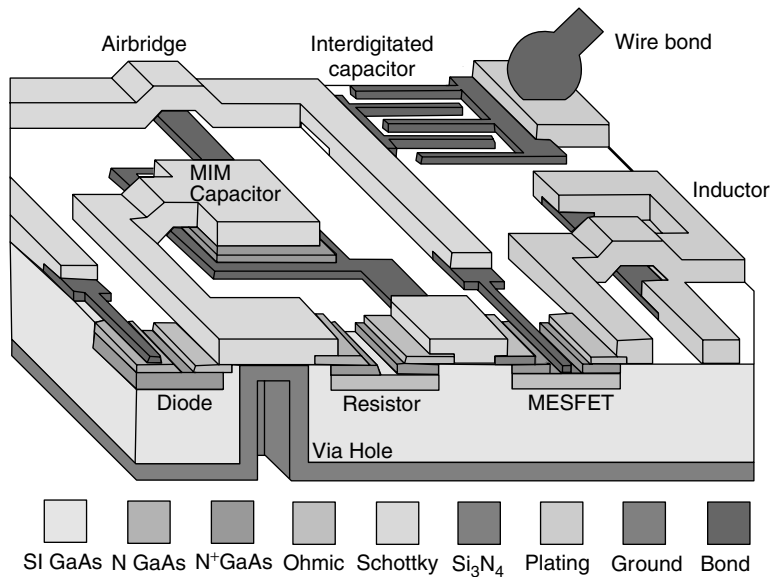 Airbridge
Interdigitated
capacitor
Wire bond
MIM
Capacitor
Inductor
Diode
Resistor
MESFET
Via Hole
SI GaAs
N GaAs
N⁺GaAs
Ohmic
Schottky
Si₃N₄
Plating
Ground
Bond